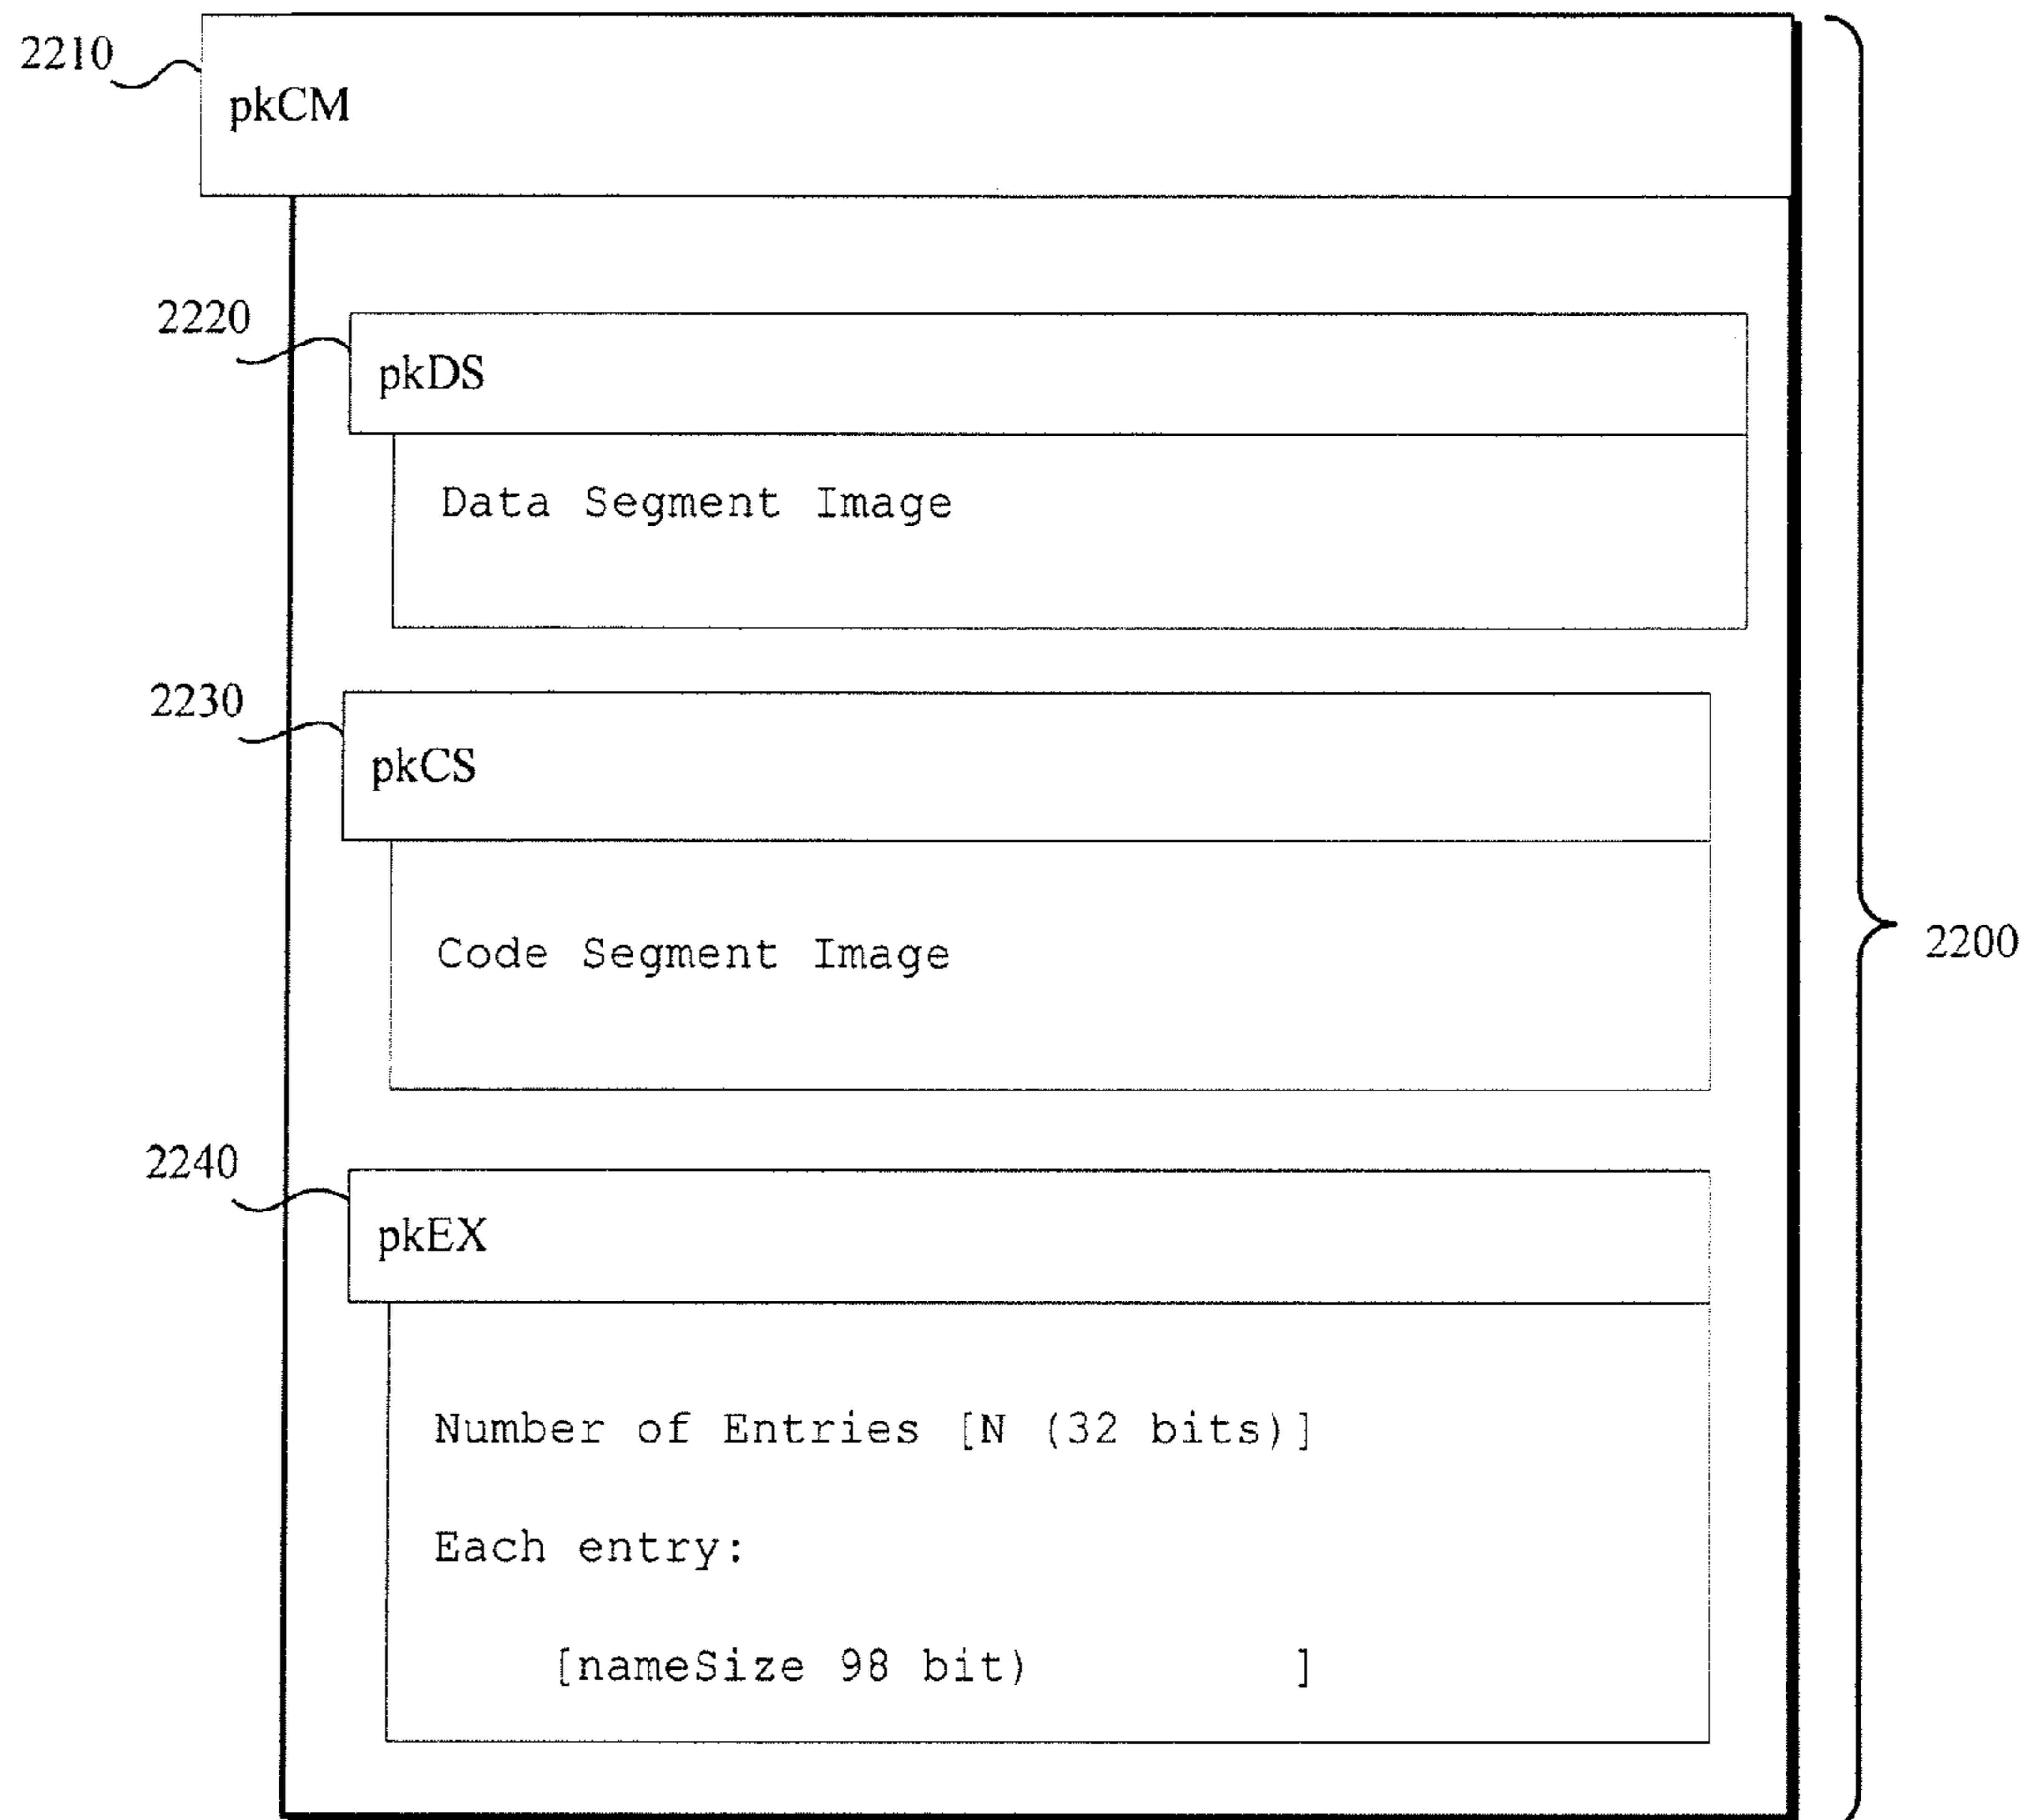 2210
pkCM
2220
pkDS
Data Segment Image
2230
pkCS
Code Segment Image
2200
2240
pkEX
Number of Entries [N (32 bits)]
Each entry:
[nameSize 98 bit) ]